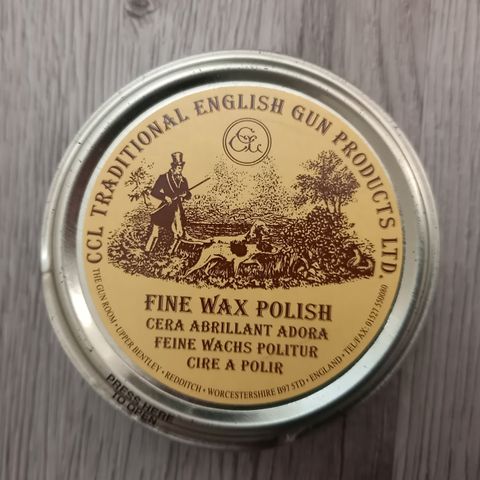 CCL TRADITIONAL ENGLISH GUN PRODUCTS LTD.
FINE WAX POLISH
CERA ABRILLANT ADORA
FEINE WACHS POLITUR
CIRE A POLIR
THE GUN ROOM • UPPER BENTLEY • REDDITCH • WORCESTERSHIRE B97 5TD • ENGLAND • TEL/FAX: 01527 550080
PRESS HERE
TO OPEN